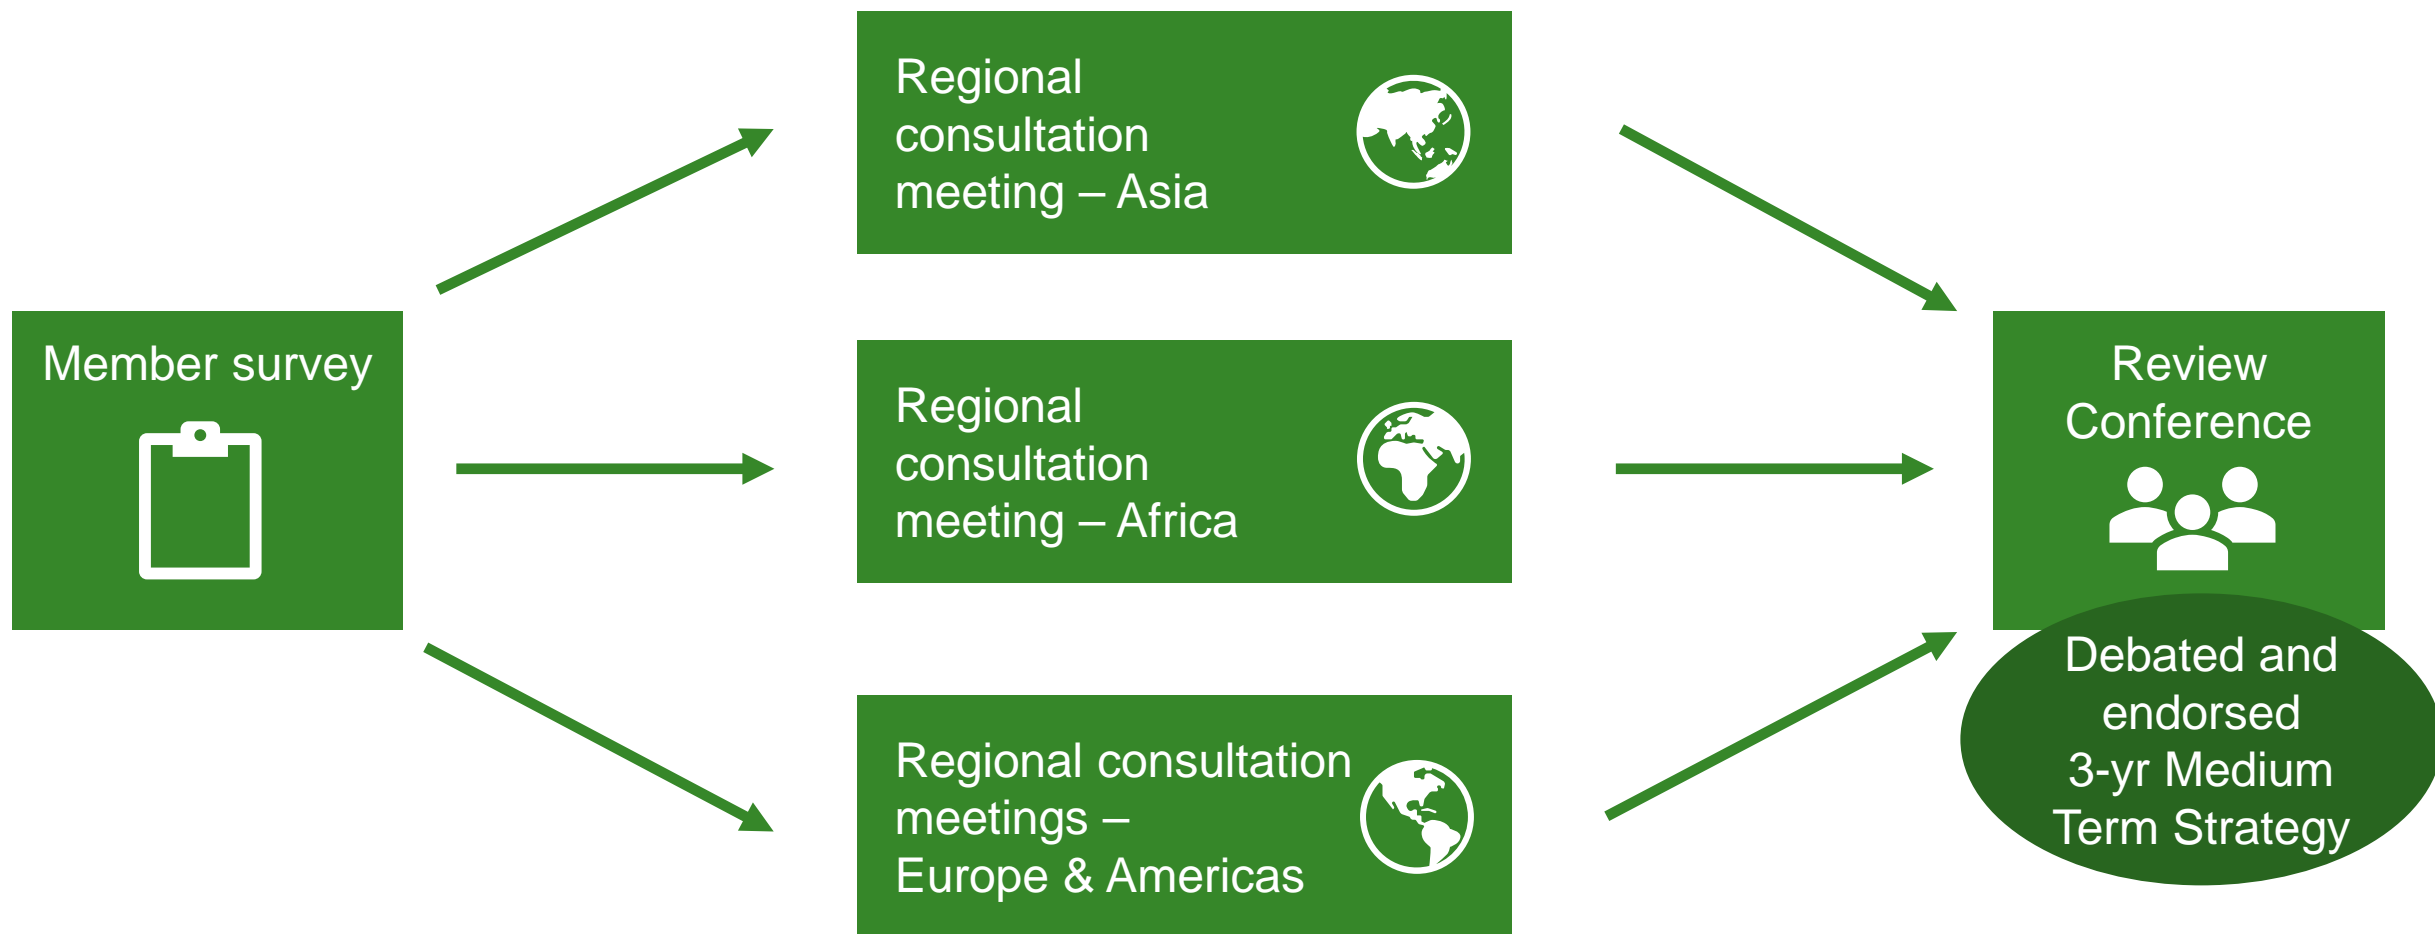 Member survey
Regional
consultation
meeting – Asia
Regional
consultation
meeting – Africa
Regional consultation
meetings –
Europe & Americas
Review
Conference
Debated and
endorsed
3-yr Medium
Term Strategy